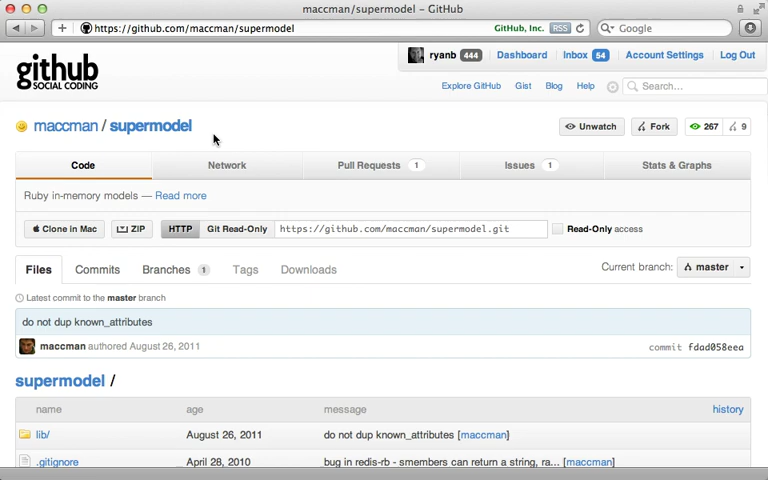 maccman/supermodel – GitHub
https://github.com/maccman/supermodel GitHub, Inc. RSS Google
github
SOCIAL CODING
ryanb 444 Dashboard Inbox 54 Account Settings Log Out
Explore GitHub Gist Blog Help Search...
maccman / supermodel
Unwatch Fork 267 9
Code Network Pull Requests 1 Issues 1 Stats & Graphs
Ruby in-memory models — Read more
Clone in Mac ZIP HTTP Git Read-Only https://github.com/maccman/supermodel.git Read-Only access
Files Commits Branches 1 Tags Downloads Current branch: master
Latest commit to the master branch
do not dup known_attributes
maccman authored August 26, 2011 commit fdad058eea
supermodel /
name age message history
lib/ August 26, 2011 do not dup known_attributes [maccman]
.gitignore April 28, 2010 bug in redis-rb - smembers can return a string, ra... [maccman]